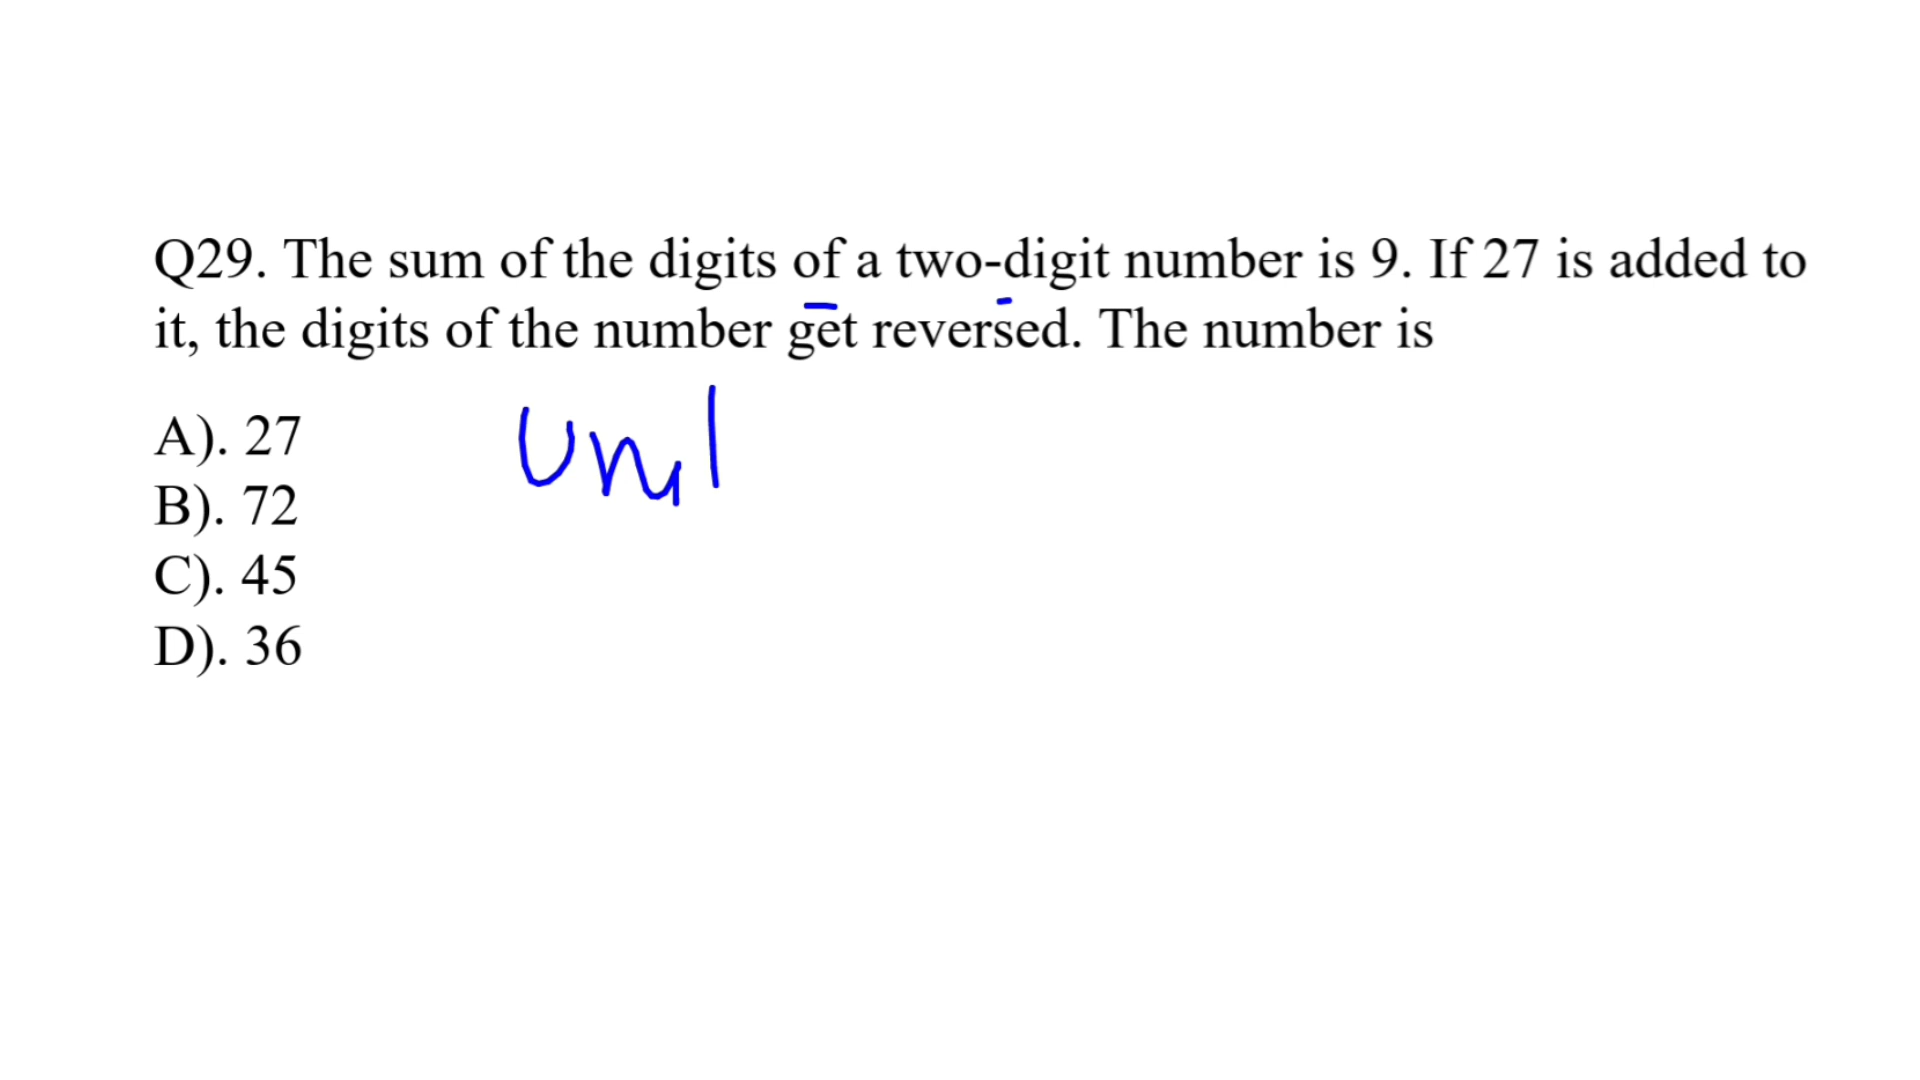 Q29. The sum of the digits of a two-digit number is 9. If 27 is added to
it, the digits of the number get reversed. The number is
A). 27
B). 72
C). 45
D). 36